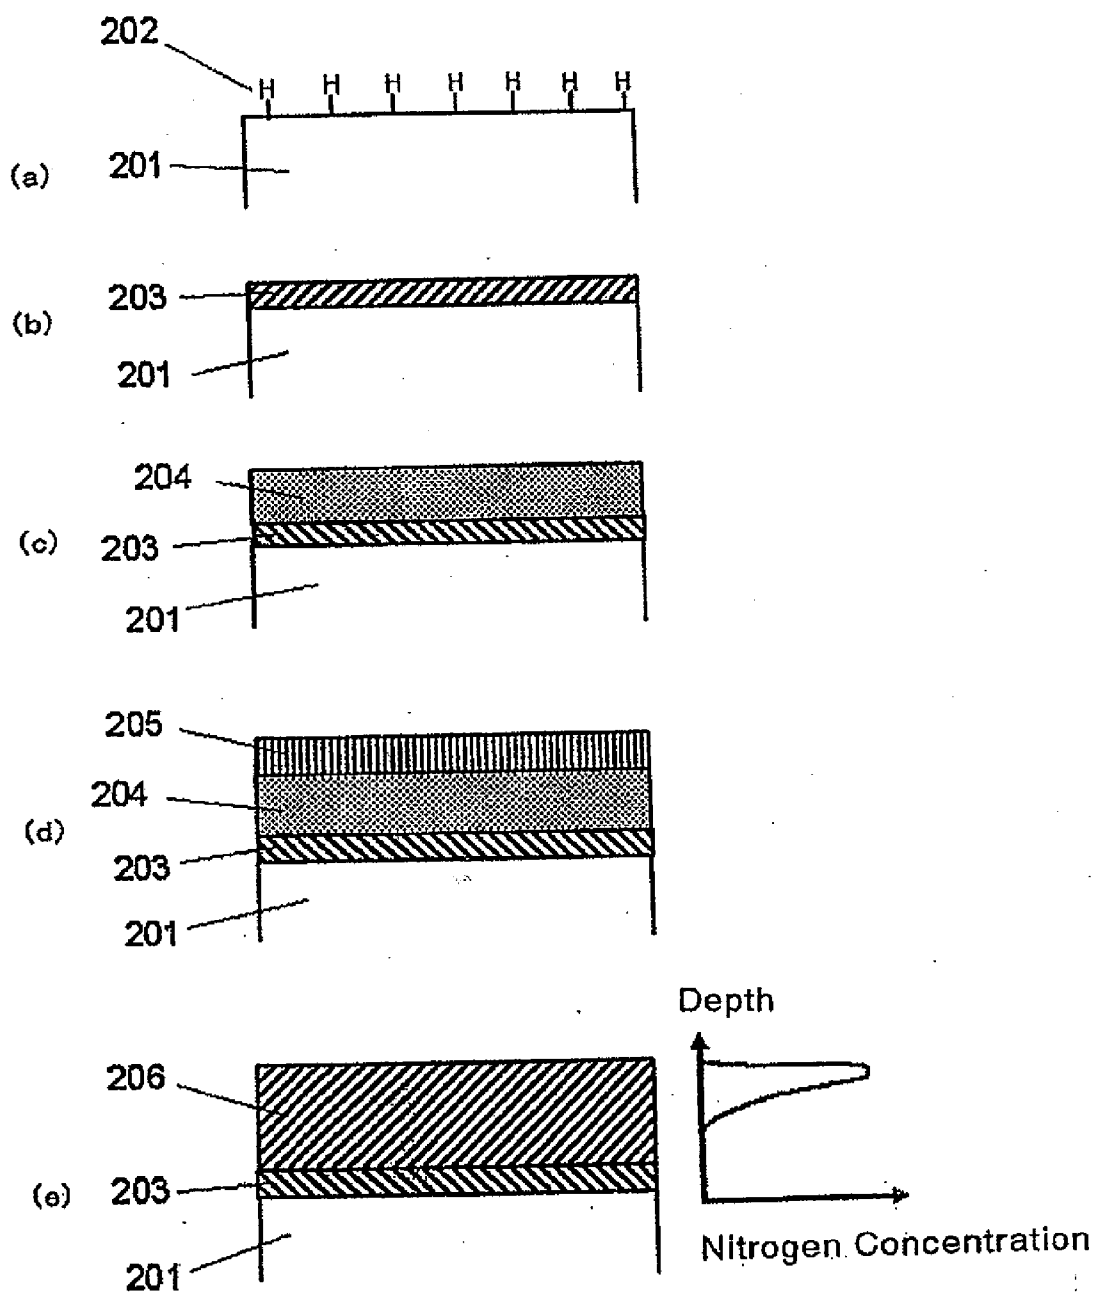 202
H H H H H H H
(a) 201
203
(b)
201
204
(c) 203
201
205
204
(d)
203
201
Depth
206
(e) 203
Nitrogen Concentration
201